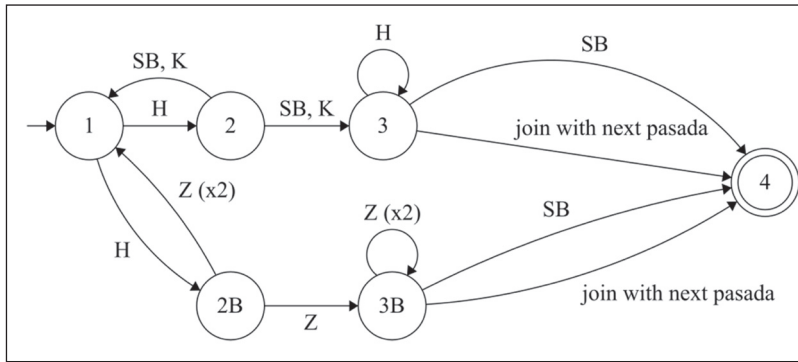 H
SB
SB, K
1
H
2
SB, K
3
join with next pasada
4
Z (x2)
Z (x2)
SB
H
2B
Z
3B
join with next pasada